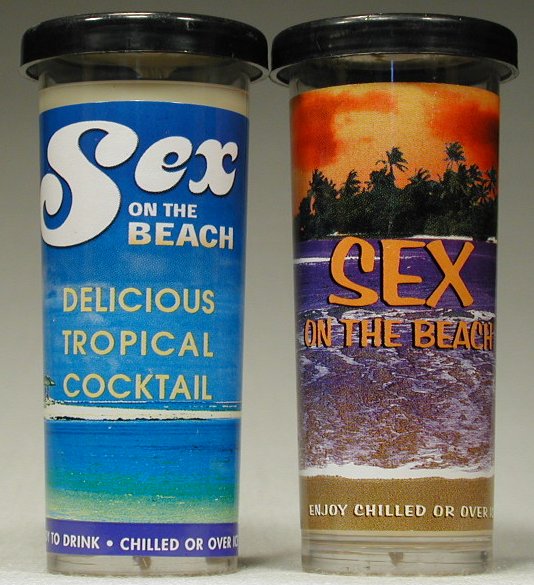 Sex
ON THE
BEACH
DELICIOUS
TROPICAL
COCKTAIL
TO DRINK • CHILLED OR OVER
SEX
ON THE BEACH
ENJOY CHILLED OR OVER